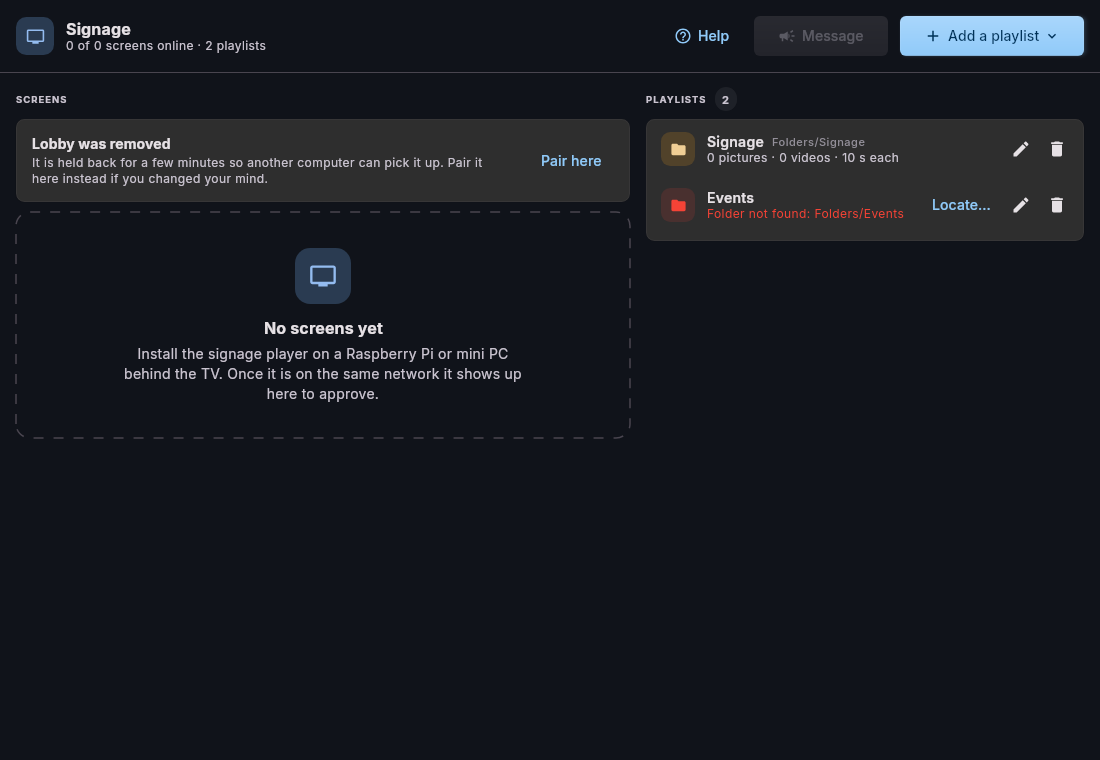 Signage
0 of 0 screens online · 2 playlists
Help
Message
Add a playlist
SCREENS
Lobby was removed
It is held back for a few minutes so another computer can pick it up. Pair it
here instead if you changed your mind.
Pair here
No screens yet
Install the signage player on a Raspberry Pi or mini PC
behind the TV. Once it is on the same network it shows up
here to approve.
PLAYLISTS 2
Signage Folders/Signage
0 pictures · 0 videos · 10 s each
Events
Folder not found: Folders/Events
Locate...